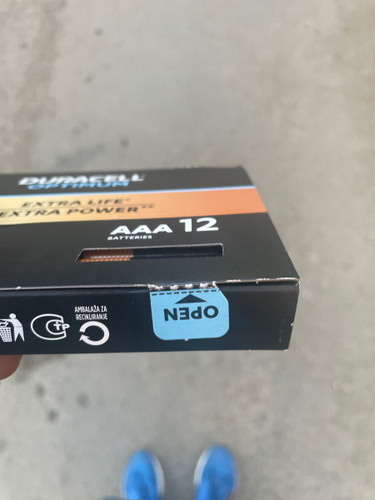 DURACELL
OPTIMUM
EXTRA LIFE*
EXTRA POWER**
AAA 12
BATTERIES
OPEN
AMBALAŽA ZA
RECIKLIRANJE